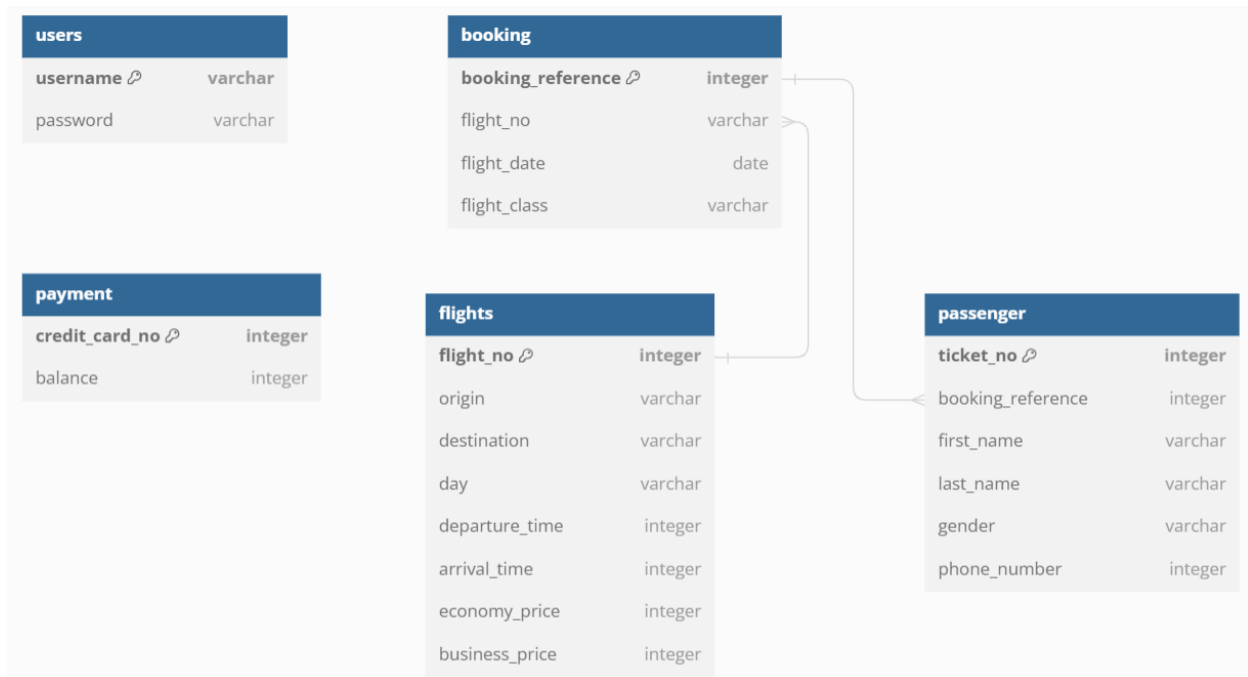 users
username varchar
password varchar
booking
booking_reference integer
flight_no varchar
flight_date date
flight_class varchar
payment
credit_card_no integer
balance integer
flights
flight_no integer
origin varchar
destination varchar
day varchar
departure_time integer
arrival_time integer
economy_price integer
business_price integer
passenger
ticket_no integer
booking_reference integer
first_name varchar
last_name varchar
gender varchar
phone_number integer